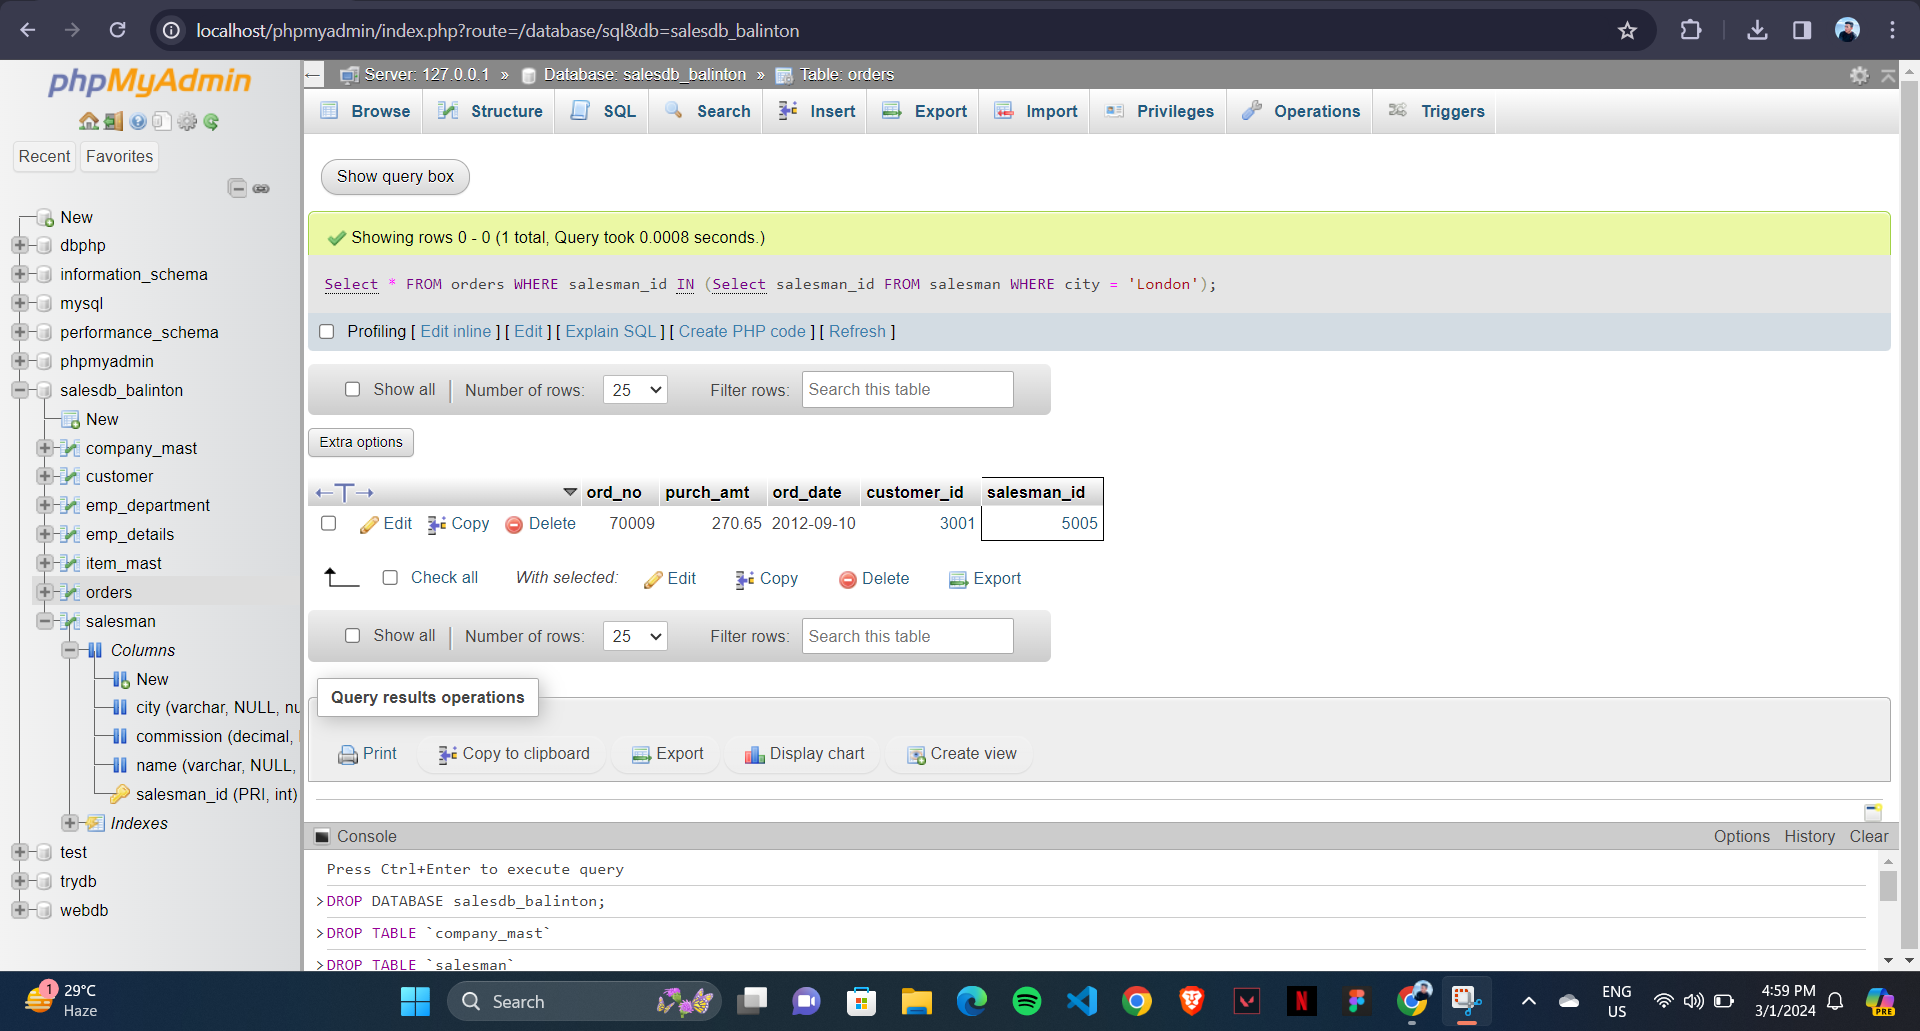 localhost/phpmyadmin/index.php?route=/database/sql&db=salesdb_balinton
phpMyAdmin
Recent Favorites
New
dbphp
information_schema
mysql
performance_schema
phpmyadmin
salesdb_balinton
New
company_mast
customer
emp_department
emp_details
item_mast
orders
salesman
Columns
New
city (varchar, NULL, nu
commission (decimal,
name (varchar, NULL,
salesman_id (PRI, int)
Indexes
test
trydb
webdb
Server: 127.0.0.1 » Database: salesdb_balinton » Table: orders
Browse Structure SQL Search Insert Export Import Privileges Operations Triggers
Show query box
Showing rows 0 - 0 (1 total, Query took 0.0008 seconds.)
Select * FROM orders WHERE salesman_id IN (Select salesman_id FROM salesman WHERE city = 'London');
Profiling [ Edit inline ] [ Edit ] [ Explain SQL ] [ Create PHP code ] [ Refresh ]
Show all Number of rows: 25 Filter rows: Search this table
Extra options
ord_no purch_amt ord_date customer_id salesman_id
Edit Copy Delete 70009 270.65 2012-09-10 3001 5005
Check all With selected: Edit Copy Delete Export
Show all Number of rows: 25 Filter rows: Search this table
Query results operations
Print Copy to clipboard Export Display chart Create view
Console Options History Clear
Press Ctrl+Enter to execute query
>DROP DATABASE salesdb_balinton;
>DROP TABLE `company_mast`
>DROP TABLE `salesman`
1
29°C
Haze
Search
N
PRE
ENG
US
4:59 PM
3/1/2024